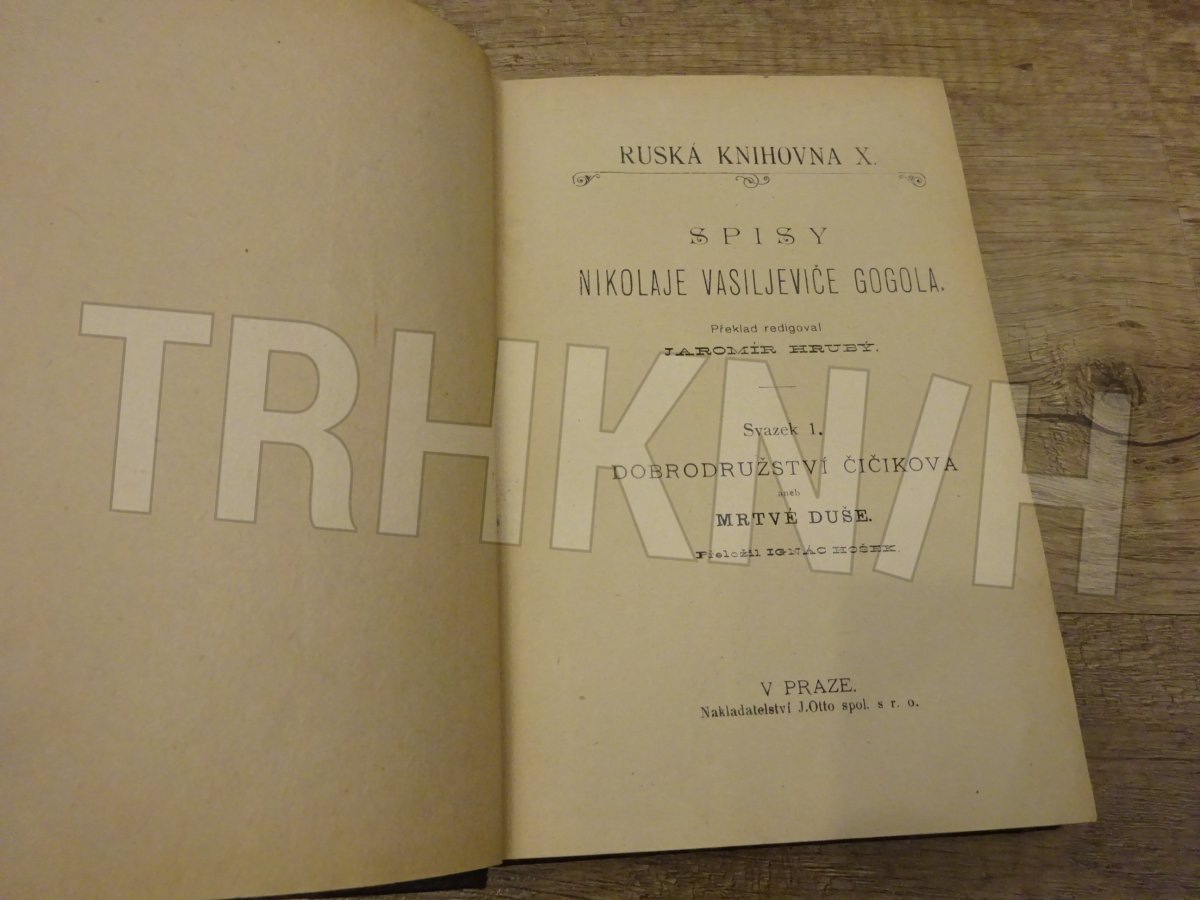 RUSKÁ KNIHOVNA X.
SPISY
NIKOLAJE VASILJEVIČE GOGOLA.
Překlad redigoval
JAROMÍR HRUBÝ.
Svazek 1.
DOBRODRUŽSTVÍ ČIČIKOVA
aneb
MRTVÉ DUŠE.
Přeložil IGNÁC HOŠEK.
V PRAZE.
Nakladatelství J.Otto spol. s r. o.
TRHKNIH